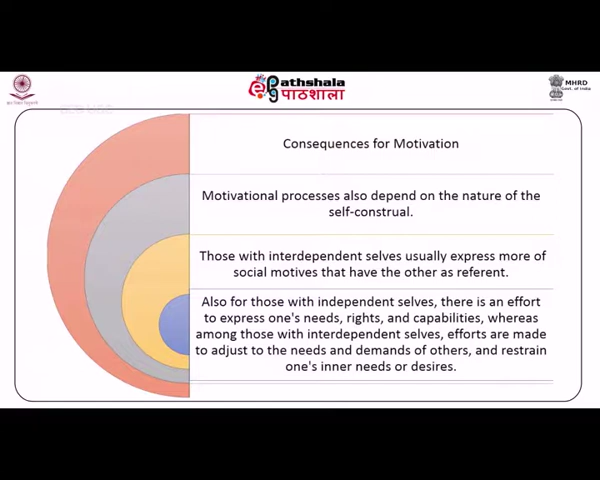 Pathshala
पाठशाला
MHRD
Govt. of India
Consequences for Motivation
Motivational processes also depend on the nature of the
self-construal.
Those with interdependent selves usually express more of
social motives that have the other as referent.
Also for those with independent selves, there is an effort
to express one's needs, rights, and capabilities, whereas
among those with interdependent selves, efforts are made
to adjust to the needs and demands of others, and restrain
one's inner needs or desires.